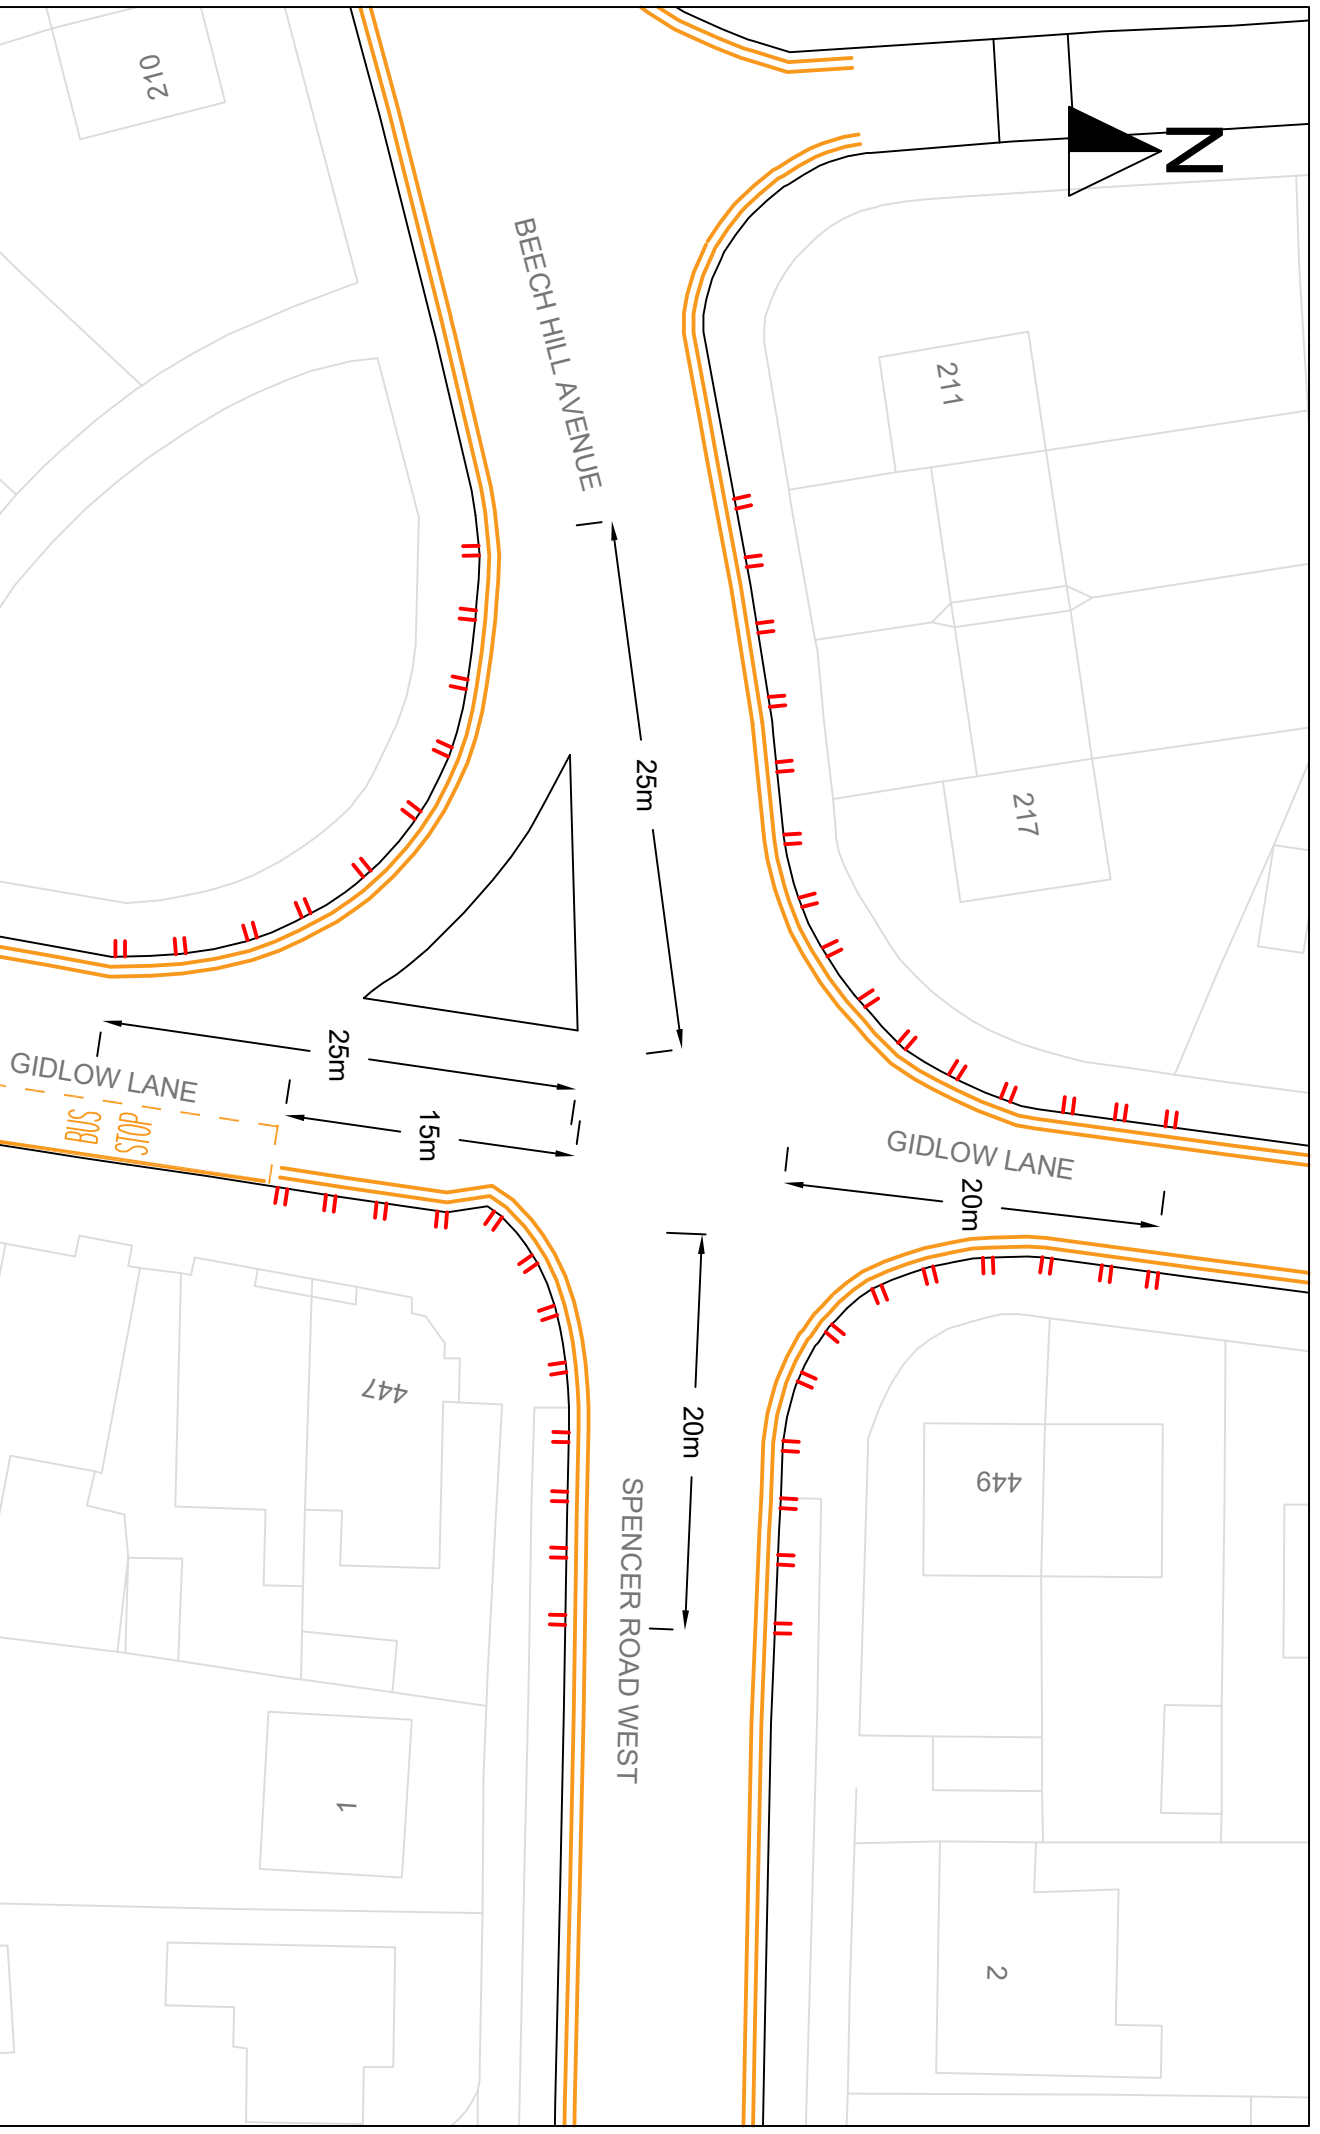 210
N
BEECH HILL AVENUE
211
25m
217
25m
GIDLOW LANE
BUS
STOP
15m
GIDLOW LANE
20m
447
20m
449
SPENCER ROAD WEST
1
2